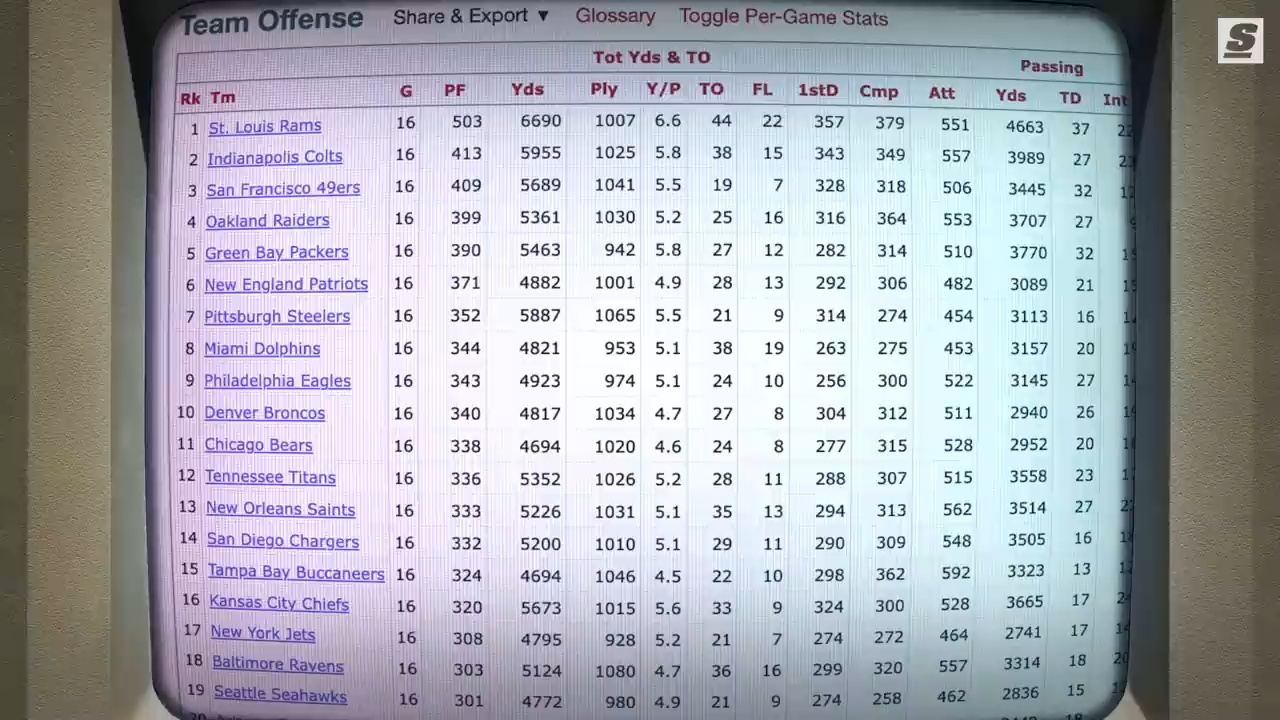 Team Offense Share & Export ▼ Glossary Toggle Per-Game Stats
S
Tot Yds & TO Passing
Rk Tm G PF Yds Ply Y/P TO FL 1stD Cmp Att Yds TD Int
1 St. Louis Rams 16 503 6690 1007 6.6 44 22 357 379 551 4663 37
2 Indianapolis Colts 16 413 5955 1025 5.8 38 15 343 349 557 3989 27
3 San Francisco 49ers 16 409 5689 1041 5.5 19 7 328 318 506 3445 32
4 Oakland Raiders 16 399 5361 1030 5.2 25 16 316 364 553 3707 27
5 Green Bay Packers 16 390 5463 942 5.8 27 12 282 314 510 3770 32
6 New England Patriots 16 371 4882 1001 4.9 28 13 292 306 482 3089 21
7 Pittsburgh Steelers 16 352 5887 1065 5.5 21 9 314 274 454 3113 16
8 Miami Dolphins 16 344 4821 953 5.1 38 19 263 275 453 3157 20
9 Philadelphia Eagles 16 343 4923 974 5.1 24 10 256 300 522 3145 27
10 Denver Broncos 16 340 4817 1034 4.7 27 8 304 312 511 2940 26
11 Chicago Bears 16 338 4694 1020 4.6 24 8 277 315 528 2952 20
12 Tennessee Titans 16 336 5352 1026 5.2 28 11 288 307 515 3558 23
13 New Orleans Saints 16 333 5226 1031 5.1 35 13 294 313 562 3514 27
14 San Diego Chargers 16 332 5200 1010 5.1 29 11 290 309 548 3505 16
15 Tampa Bay Buccaneers 16 324 4694 1046 4.5 22 10 298 362 592 3323 13
16 Kansas City Chiefs 16 320 5673 1015 5.6 33 9 324 300 528 3665 17
17 New York Jets 16 308 4795 928 5.2 21 7 274 272 464 2741 17
18 Baltimore Ravens 16 303 5124 1080 4.7 36 16 299 320 557 3314 18
19 Seattle Seahawks 16 301 4772 980 4.9 21 9 274 258 462 2836 15